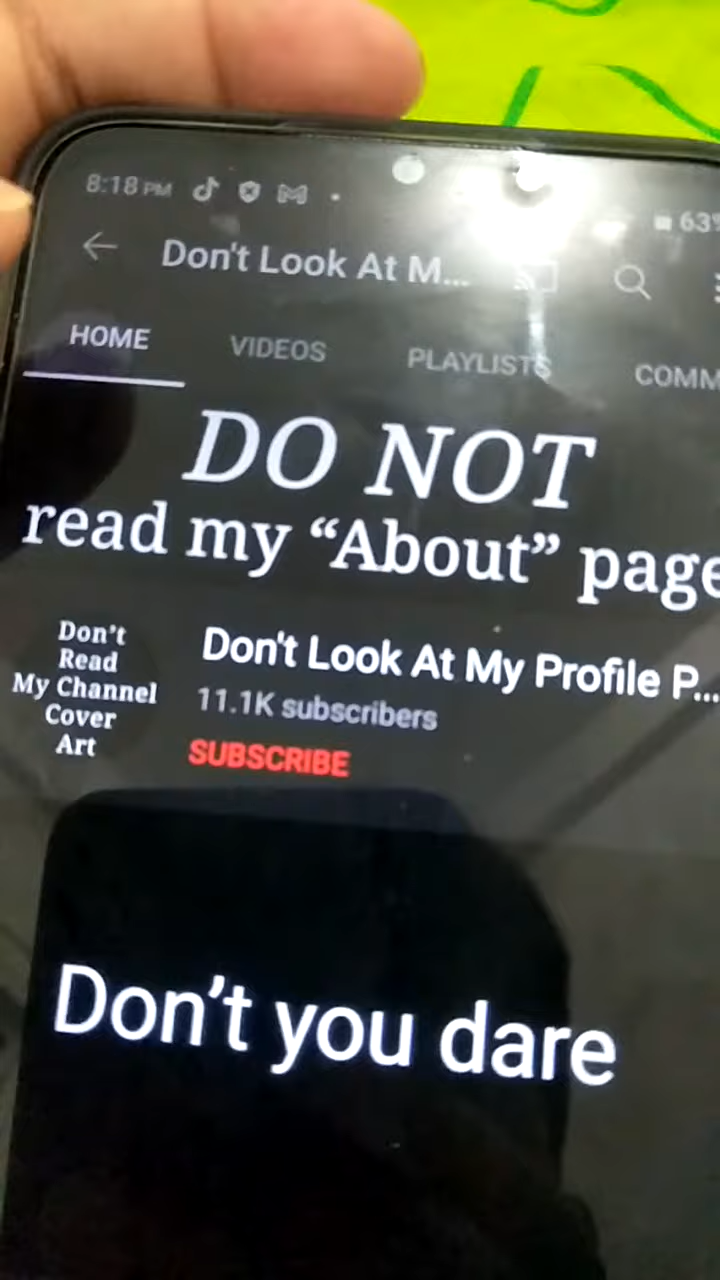 8:18 PM
63%
Don't Look At M...
HOME VIDEOS PLAYLISTS COMM
DO NOT
read my “About” page
Don't
Read
My Channel
Cover
Art
Don't Look At My Profile P...
11.1K subscribers
SUBSCRIBE
Don't you dare